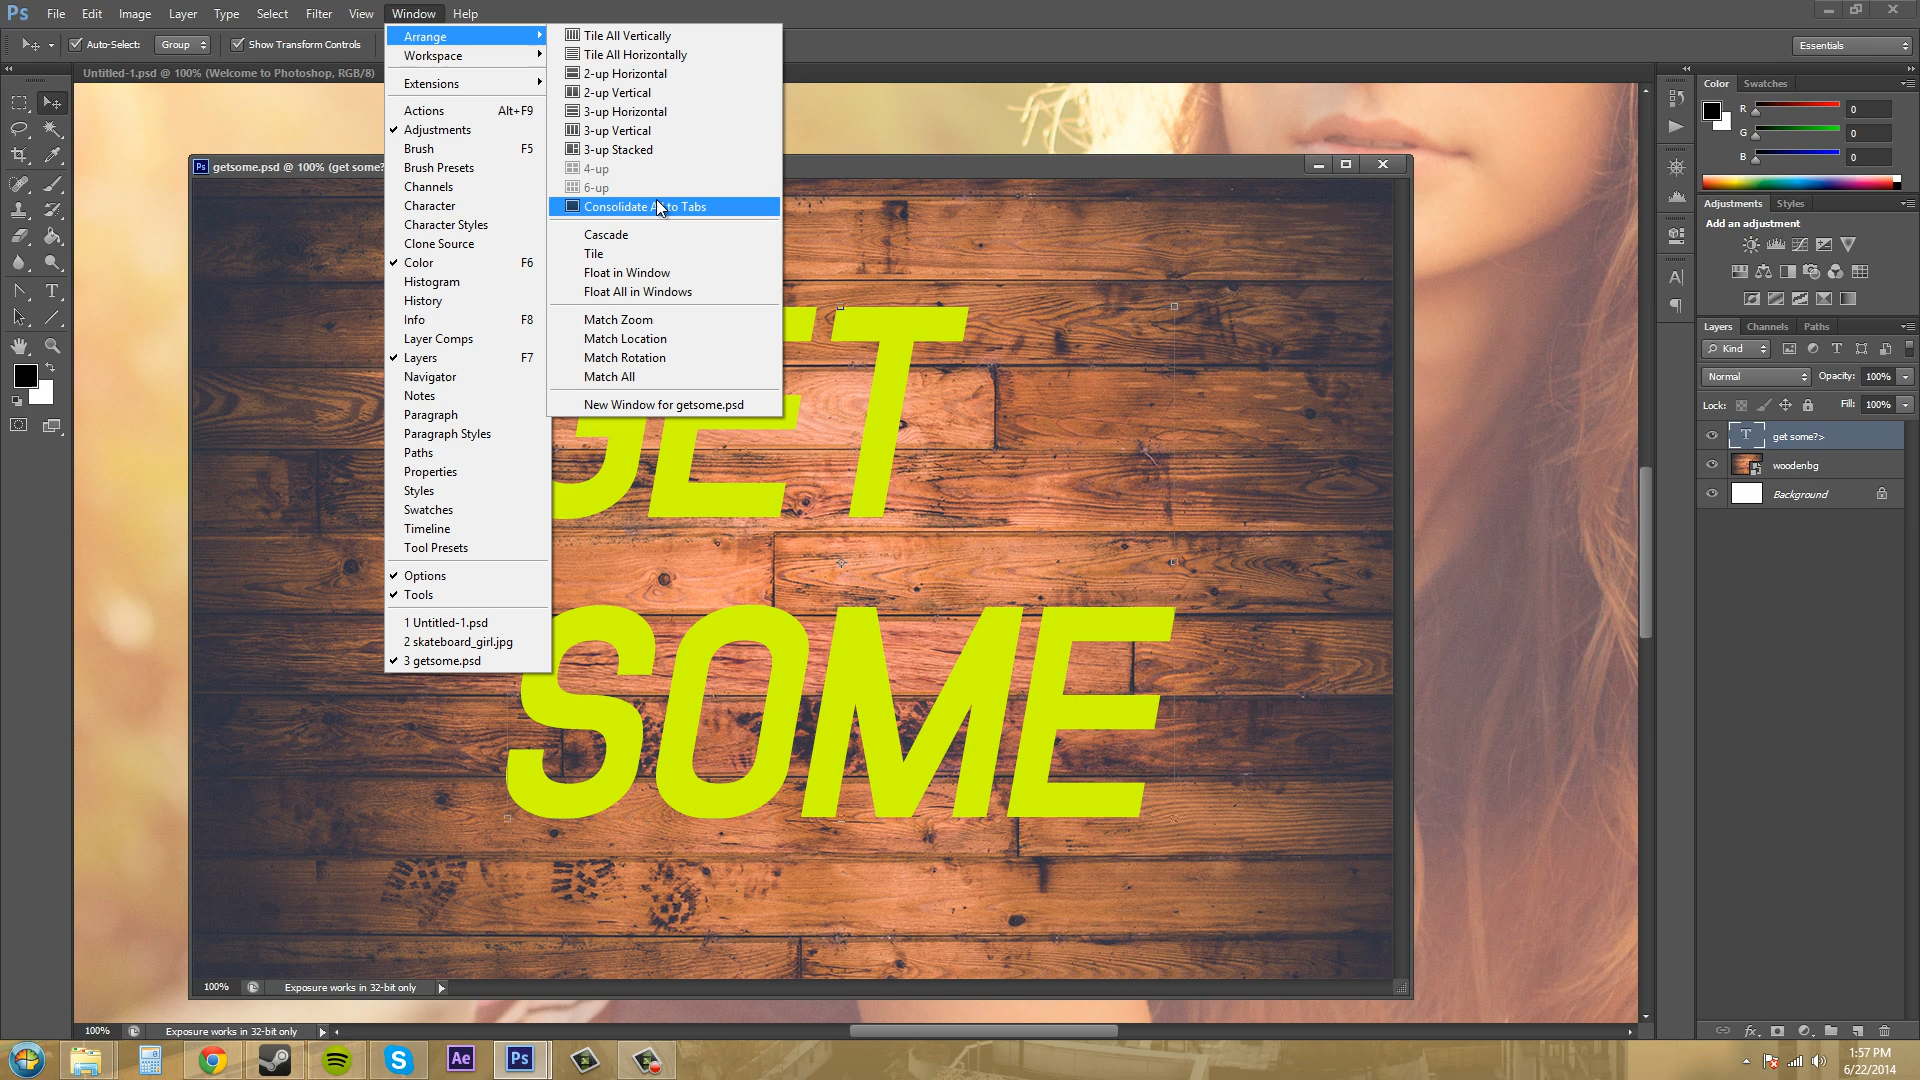 Ps File Edit Image Layer Type Select Filter View Window Help
Auto-Select: Group Show Transform Controls Essentials
Untitled-1.psd @ 100% (Welcome to Photoshop, RGB/8)
getsome.psd @ 100% (get some?
Arrange
Workspace
Extensions
Actions Alt+F9
Adjustments
Brush F5
Brush Presets
Channels
Character
Character Styles
Clone Source
Color F6
Histogram
History
Info F8
Layer Comps
Layers F7
Navigator
Notes
Paragraph
Paragraph Styles
Paths
Properties
Styles
Swatches
Timeline
Tool Presets
Options
Tools
1 Untitled-1.psd
2 skateboard_girl.jpg
3 getsome.psd
Tile All Vertically
Tile All Horizontally
2-up Horizontal
2-up Vertical
3-up Horizontal
3-up Vertical
3-up Stacked
4-up
6-up
Consolidate All to Tabs
Cascade
Tile
Float in Window
Float All in Windows
Match Zoom
Match Location
Match Rotation
Match All
New Window for getsome.psd
GET
SOME
100% Exposure works in 32-bit only
100% Exposure works in 32-bit only
Color Swatches
R 0
G 0
B 0
Adjustments Styles
Add an adjustment
Layers Channels Paths
Kind
Normal Opacity: 100%
Lock: Fill: 100%
get some?>
woodenbg
Background
Ae Ps
1:57 PM
6/22/2014